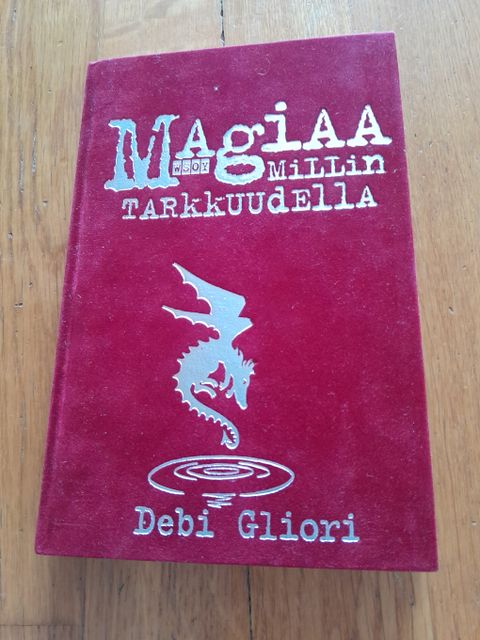 MAgiAA
WSOY
MiLLin
TARkkUUdEllA
Debi Gliori